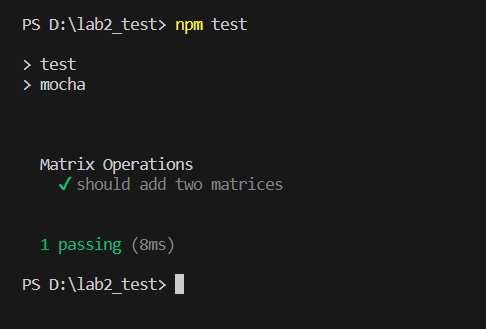 PS D:\lab2_test> npm test
> test
> mocha
Matrix Operations
✓ should add two matrices
1 passing (8ms)
PS D:\lab2_test>